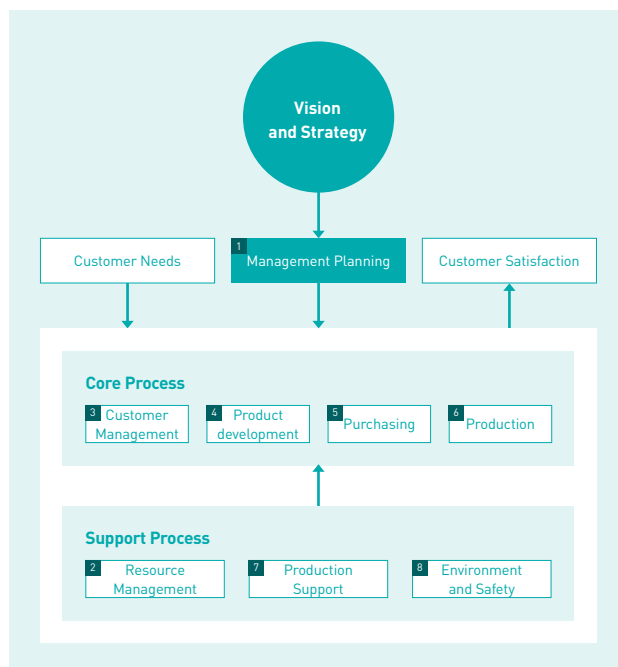 Vision
and Strategy
Customer Needs
1
Management Planning
Customer Satisfaction
Core Process
3
Customer
Management
4
Product
development
5
Purchasing
6
Production
Support Process
2
Resource
Management
7
Production
Support
8
Environment
and Safety